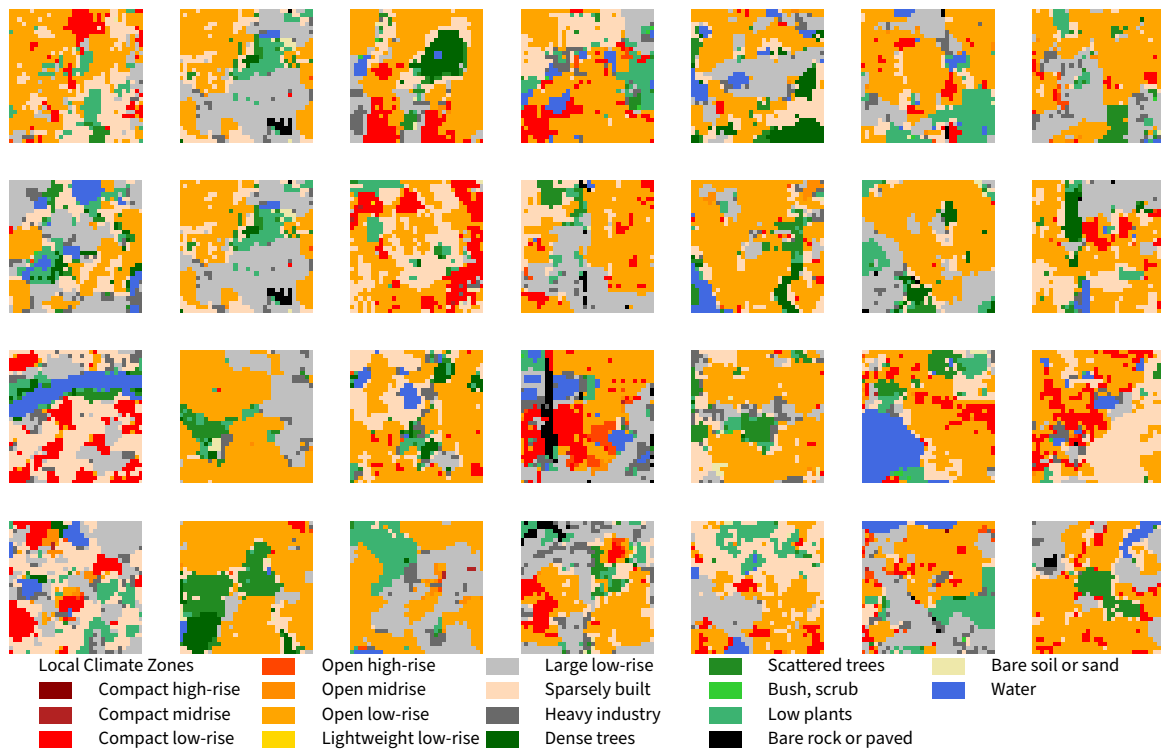 Local Climate Zones
Compact high-rise
Compact midrise
Compact low-rise
Open high-rise
Open midrise
Open low-rise
Lightweight low-rise
Large low-rise
Sparsely built
Heavy industry
Dense trees
Scattered trees
Bush, scrub
Low plants
Bare rock or paved
Bare soil or sand
Water